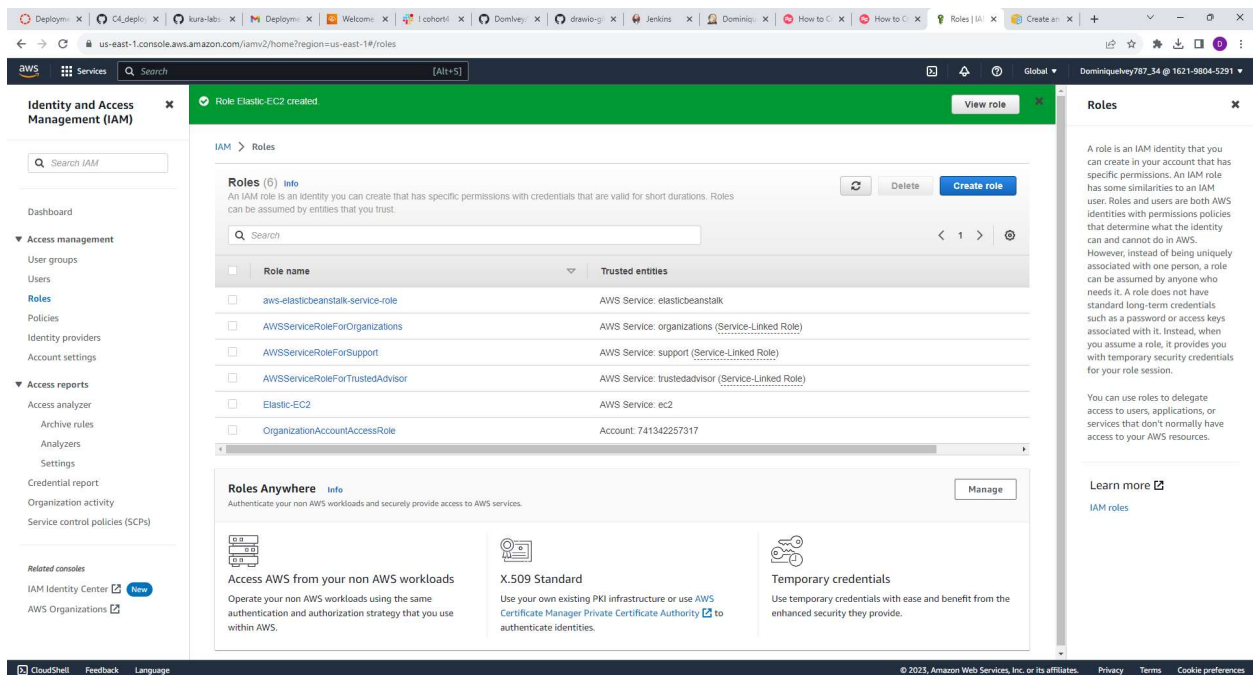 Deployme
C4_deploy
kura-labs
Deployme
Welcome
cohort4
Domlvey
drawio-g
Jenkins
Dominiqu
How to C
How to C
Roles | IAM
Create an
us-east-1.console.aws.amazon.com/iamv2/home?region=us-east-1#/roles
D
aws
Services
Search
[Alt+S]
Global
DominiqueIvey787_34 @ 1621-9804-5291
Identity and Access
Management (IAM)
Search IAM
Dashboard
Access management
User groups
Users
Roles
Policies
Identity providers
Account settings
Access reports
Access analyzer
Archive rules
Analyzers
Settings
Credential report
Organization activity
Service control policies (SCPs)
Related consoles
IAM Identity Center New
AWS Organizations
Role Elastic-EC2 created.
View role
IAM > Roles
Roles (6) Info
An IAM role is an identity you can create that has specific permissions with credentials that are valid for short durations. Roles
can be assumed by entities that you trust.
Delete
Create role
Search
1
Role name Trusted entities
aws-elasticbeanstalk-service-role AWS Service: elasticbeanstalk
AWSServiceRoleForOrganizations AWS Service: organizations (Service-Linked Role)
AWSServiceRoleForSupport AWS Service: support (Service-Linked Role)
AWSServiceRoleForTrustedAdvisor AWS Service: trustedadvisor (Service-Linked Role)
Elastic-EC2 AWS Service: ec2
OrganizationAccountAccessRole Account: 741342257317
Roles Anywhere Info
Authenticate your non AWS workloads and securely provide access to AWS services.
Manage
Access AWS from your non AWS workloads
Operate your non AWS workloads using the same
authentication and authorization strategy that you use
within AWS.
X.509 Standard
Use your own existing PKI infrastructure or use AWS
Certificate Manager Private Certificate Authority to
authenticate identities.
Temporary credentials
Use temporary credentials with ease and benefit from the
enhanced security they provide.
Roles
A role is an IAM identity that you
can create in your account that has
specific permissions. An IAM role
has some similarities to an IAM
user. Roles and users are both AWS
identities with permissions policies
that determine what the identity
can and cannot do in AWS.
However, instead of being uniquely
associated with one person, a role
can be assumed by anyone who
needs it. A role does not have
standard long-term credentials
such as a password or access keys
associated with it. Instead, when
you assume a role, it provides you
with temporary security credentials
for your role session.
You can use roles to delegate
access to users, applications, or
services that don't normally have
access to your AWS resources.
Learn more
IAM roles
CloudShell Feedback Language
© 2023, Amazon Web Services, Inc. or its affiliates. Privacy Terms Cookie preferences